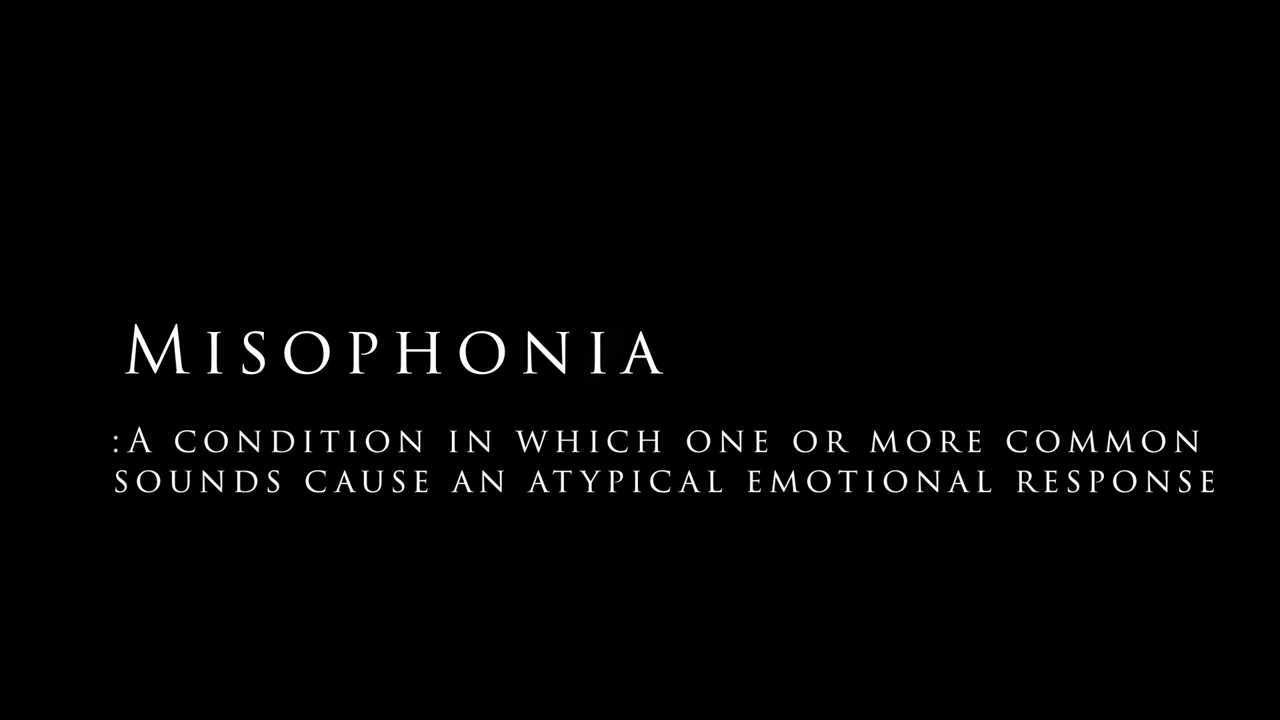 Misophonia
:A condition in which one or more common
sounds cause an atypical emotional response